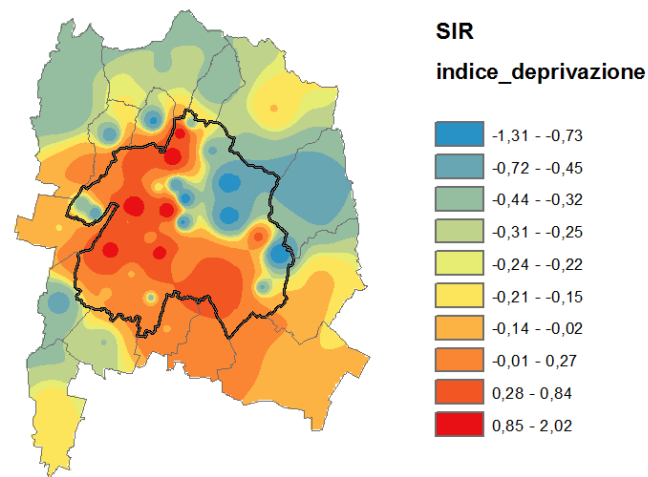 SIR
indice_deprivazione
-1,31 - -0,73
-0,72 - -0,45
-0,44 - -0,32
-0,31 - -0,25
-0,24 - -0,22
-0,21 - -0,15
-0,14 - -0,02
-0,01 - 0,27
0,28 - 0,84
0,85 - 2,02